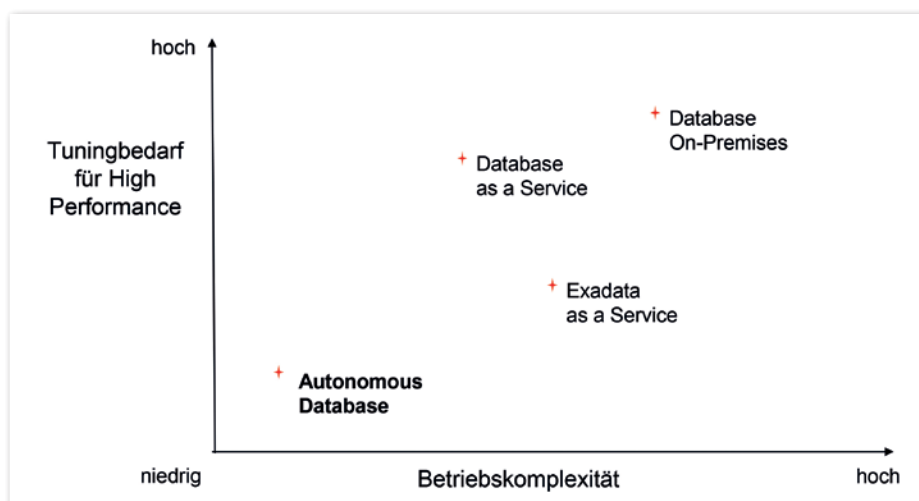 hoch
Tuningbedarf
für High
Performance
Database
On-Premises
Database
as a Service
Exadata
as a Service
Autonomous
Database
niedrig
Betriebskomplexität
hoch